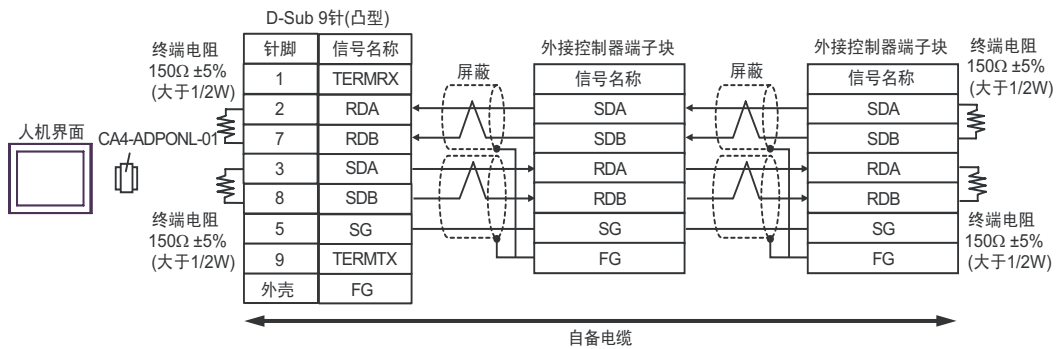 D-Sub 9针(凸型)
终端电阻
150Ω ±5%
(大于1/2W)
人机界面
CA4-ADPONL-01
终端电阻
150Ω ±5%
(大于1/2W)
针脚 信号名称
1 TERMRX
2 RDA
7 RDB
3 SDA
8 SDB
5 SG
9 TERMTX
外壳 FG
屏蔽
外接控制器端子块
信号名称
SDA
SDB
RDA
RDB
SG
FG
屏蔽
外接控制器端子块
信号名称
SDA
SDB
RDA
RDB
SG
FG
终端电阻
150Ω ±5%
(大于1/2W)
终端电阻
150Ω ±5%
(大于1/2W)
自备电缆